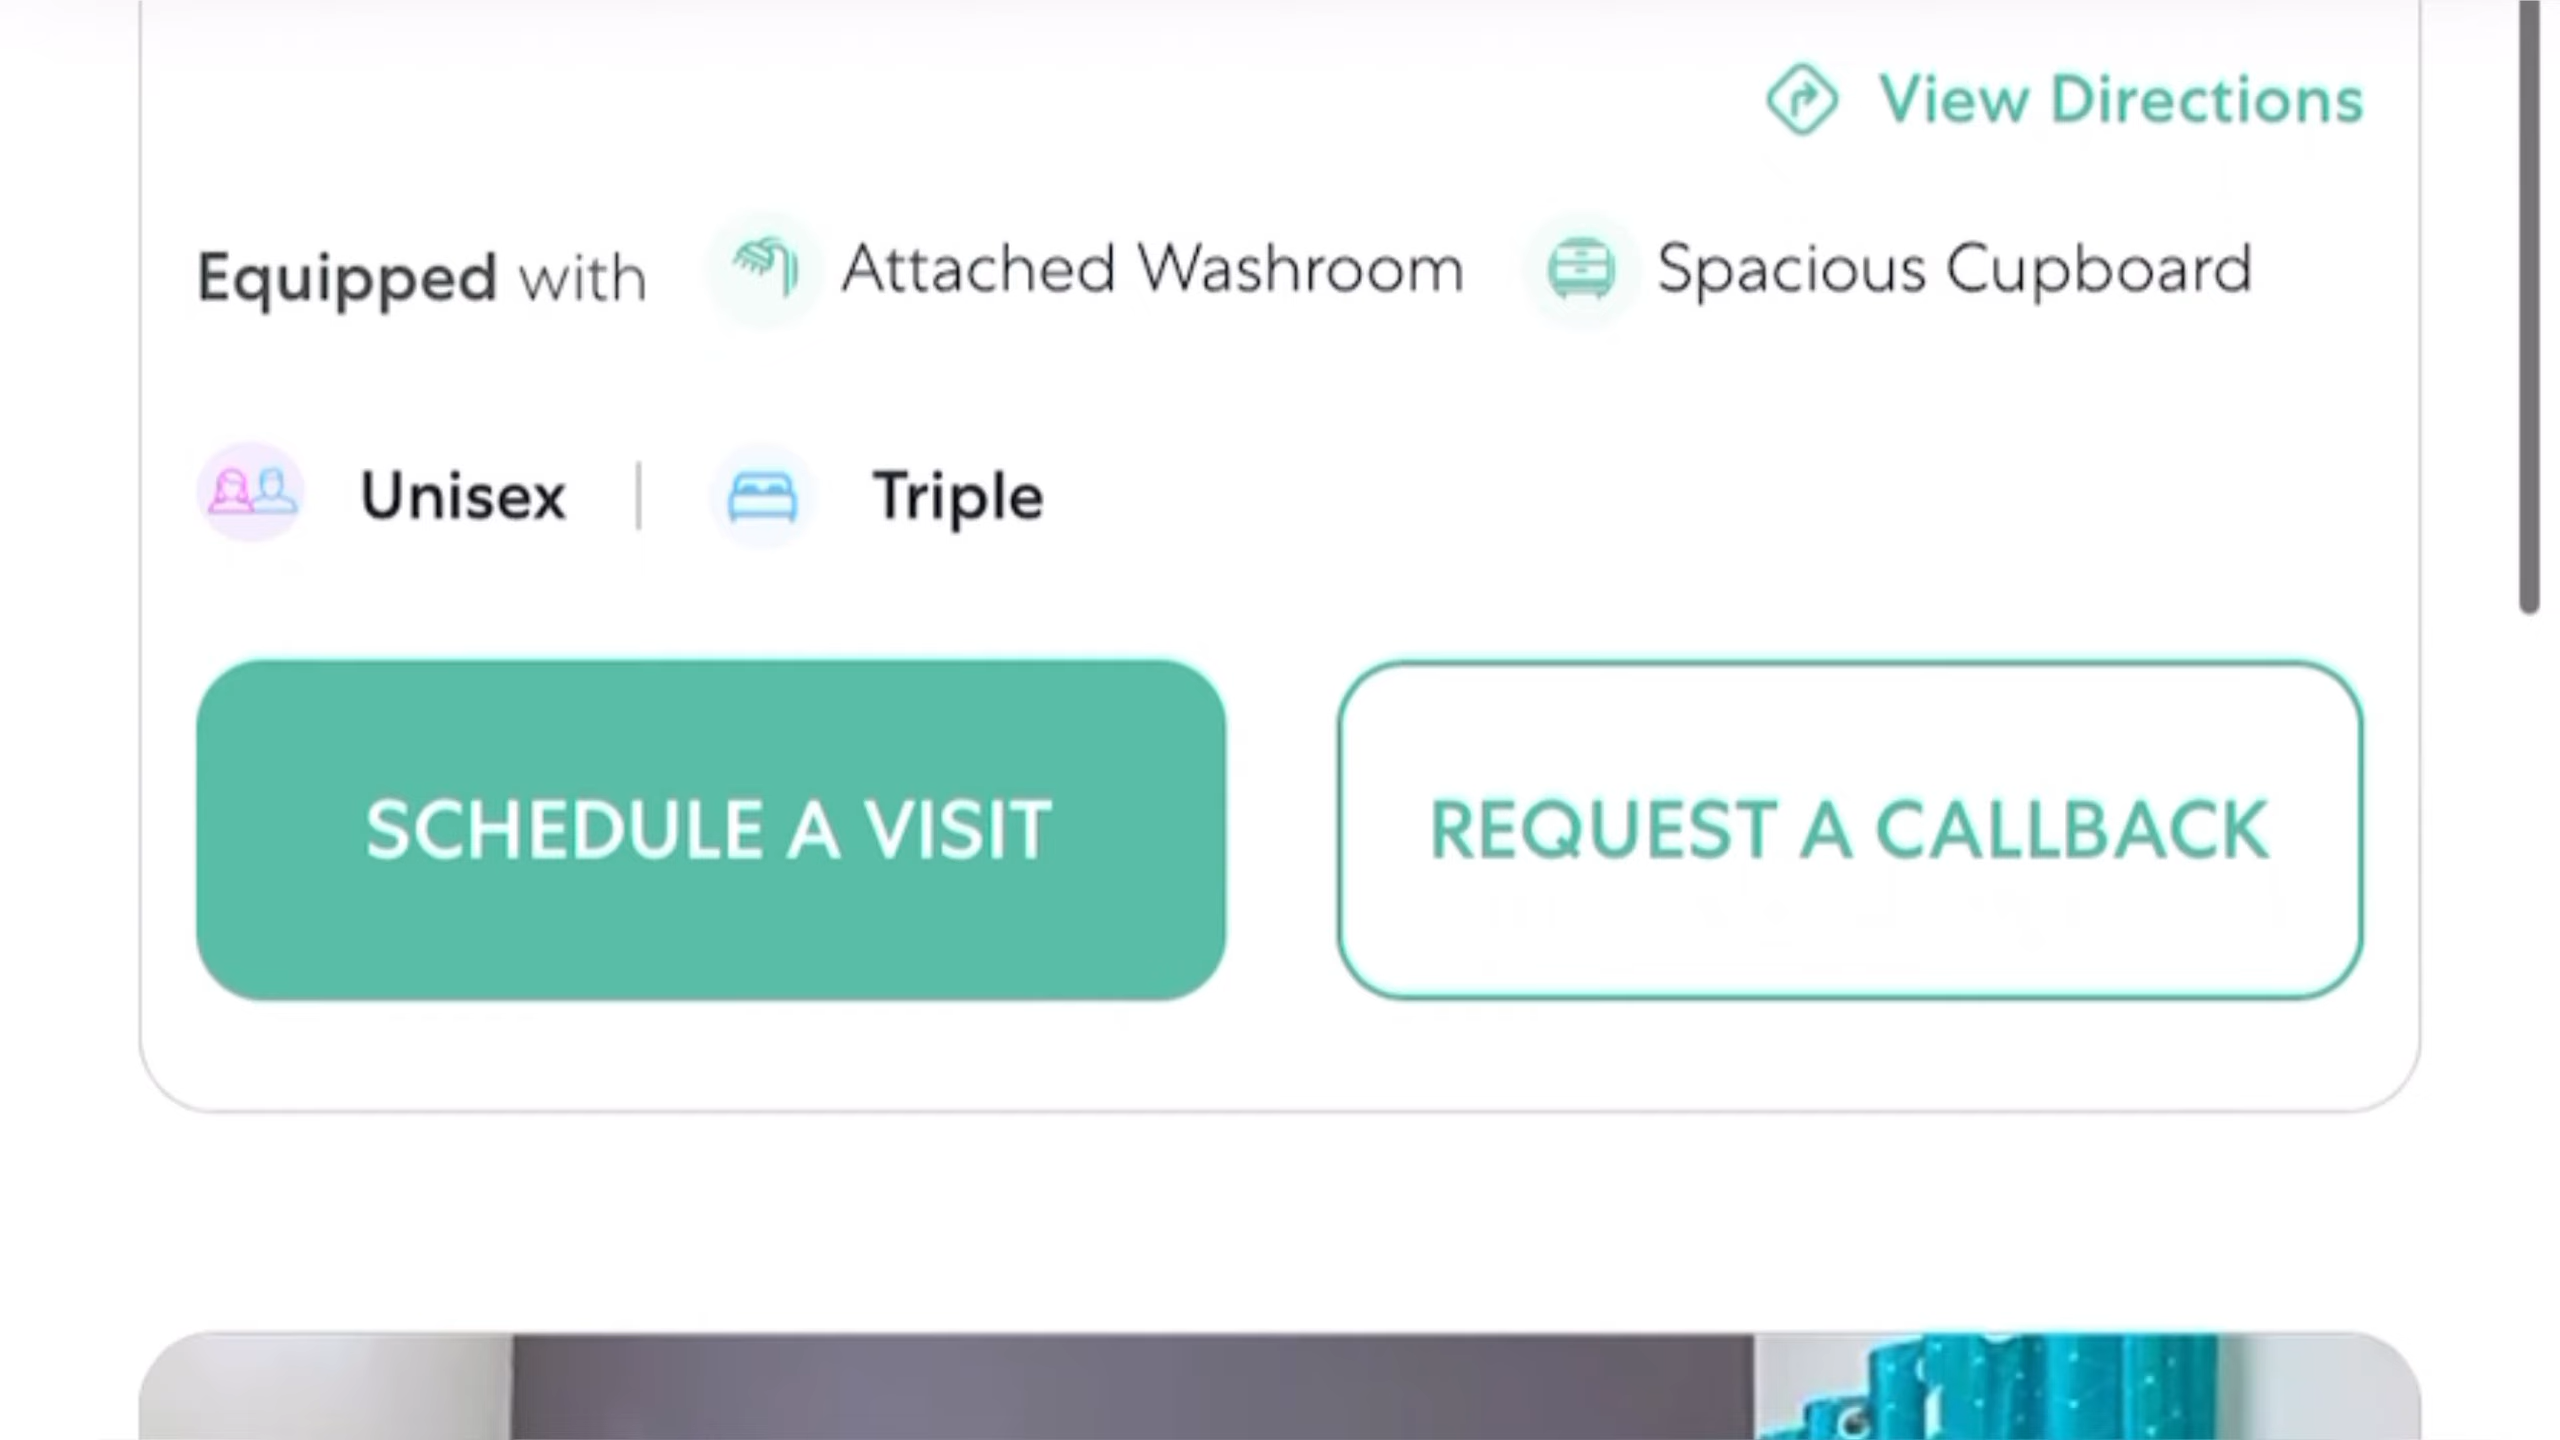 View Directions
Equipped with Attached Washroom Spacious Cupboard
Unisex | Triple
SCHEDULE A VISIT REQUEST A CALLBACK